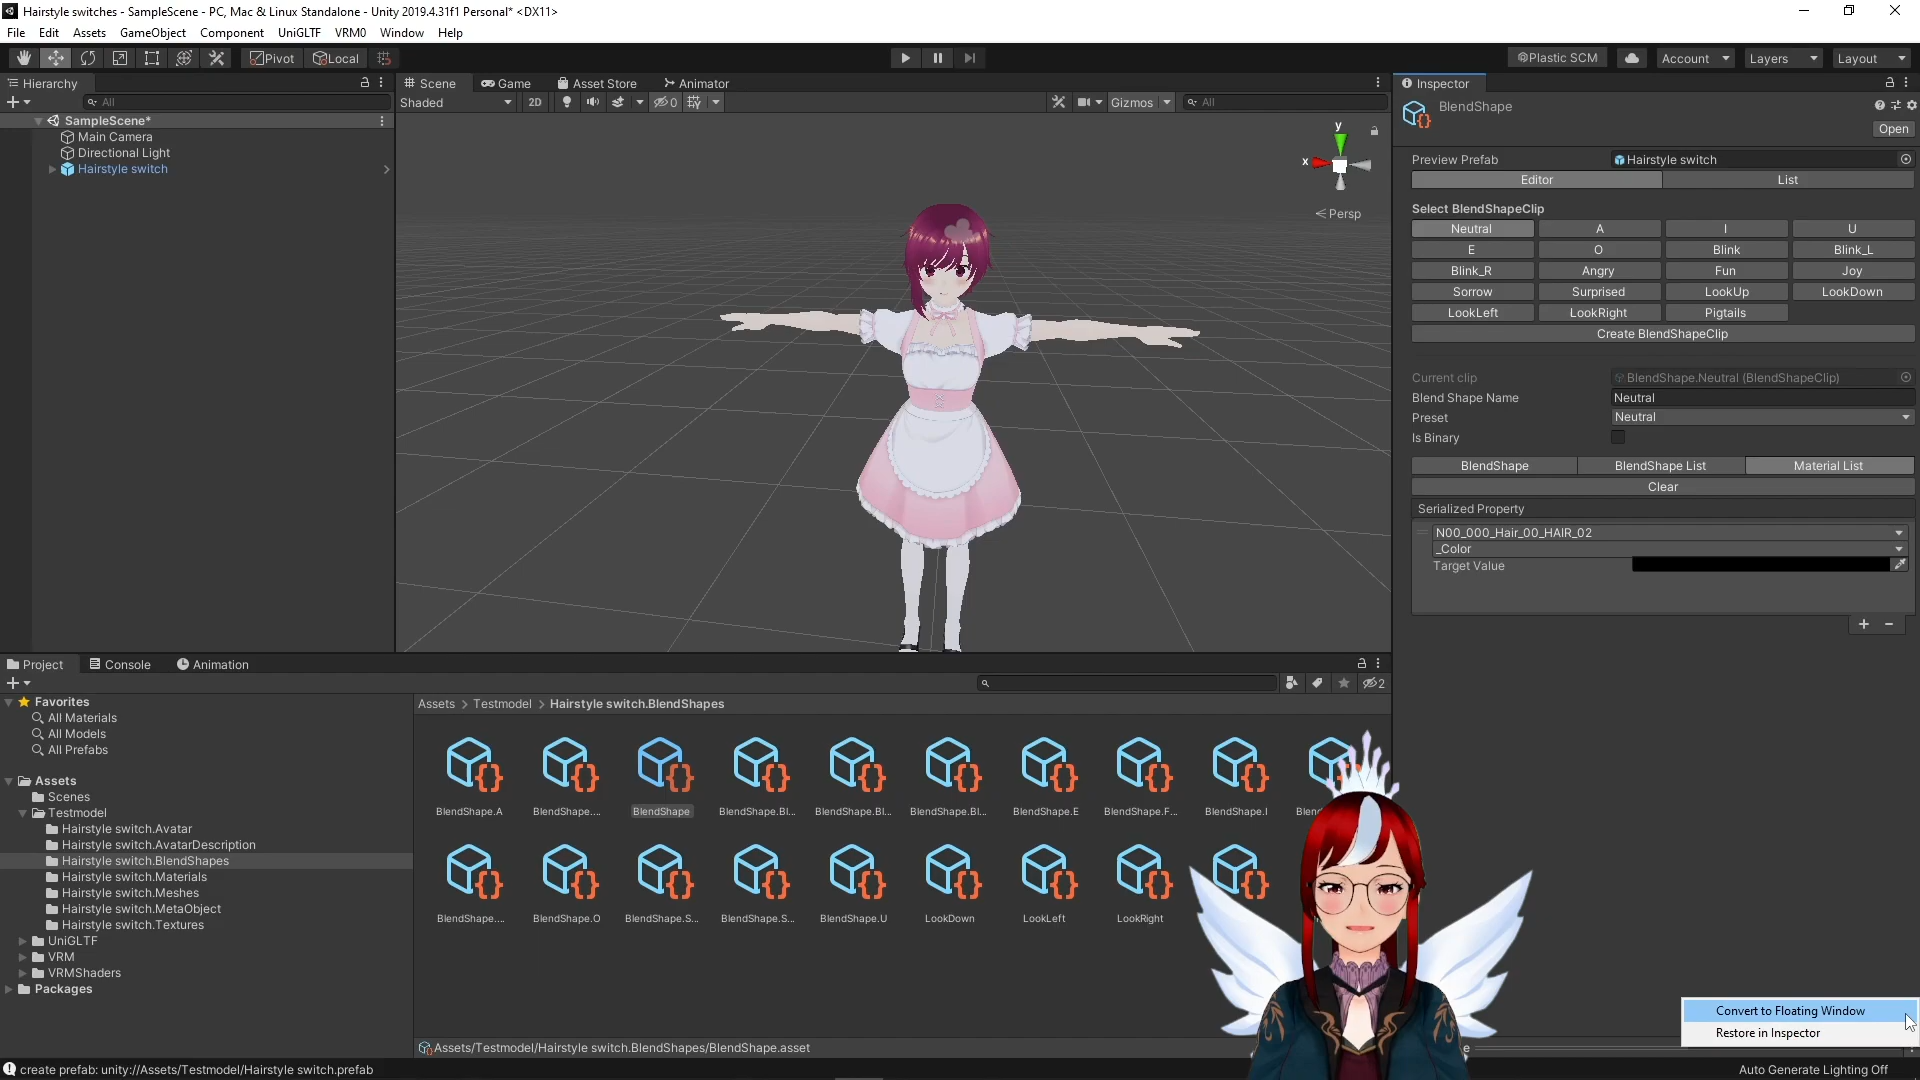 Hairstyle switches - SampleScene - PC, Mac & Linux Standalone - Unity 2019.4.31f1 Personal* <DX11>
File Edit Assets GameObject Component UniGLTF VRM0 Window Help
Pivot Local Plastic SCM Account Layers Layout
Hierarchy
All
SampleScene*
Main Camera
Directional Light
Hairstyle switch
Scene Game Asset Store Animator
Shaded 2D 0 Gizmos All
y
x
Persp
Inspector
BlendShape
Open
Preview Prefab Hairstyle switch
Editor List
Select BlendShapeClip
Neutral A I U
E O Blink Blink_L
Blink_R Angry Fun Joy
Sorrow Surprised LookUp LookDown
LookLeft LookRight Pigtails
Create BlendShapeClip
Current clip BlendShape.Neutral (BlendShapeClip)
Blend Shape Name Neutral
Preset Neutral
Is Binary
BlendShape BlendShape List Material List
Clear
Serialized Property
N00_000_Hair_00_HAIR_02
_Color
Target Value
Project Console Animation
2
Favorites
All Materials
All Models
All Prefabs
Assets
Scenes
Testmodel
Hairstyle switch.Avatar
Hairstyle switch.AvatarDescription
Hairstyle switch.BlendShapes
Hairstyle switch.Materials
Hairstyle switch.Meshes
Hairstyle switch.MetaObject
Hairstyle switch.Textures
UniGLTF
VRM
VRMShaders
Packages
Assets > Testmodel > Hairstyle switch.BlendShapes
BlendShape.A BlendShape.... BlendShape BlendShape.Bl... BlendShape.Bl... BlendShape.Bl... BlendShape.E BlendShape.F... BlendShape.I
BlendShape.... BlendShape.O BlendShape.S... BlendShape.S... BlendShape.U LookDown LookLeft LookRight
Assets/Testmodel/Hairstyle switch.BlendShapes/BlendShape.asset
Convert to Floating Window
Restore in Inspector
create prefab: unity://Assets/Testmodel/Hairstyle switch.prefab
Auto Generate Lighting Off